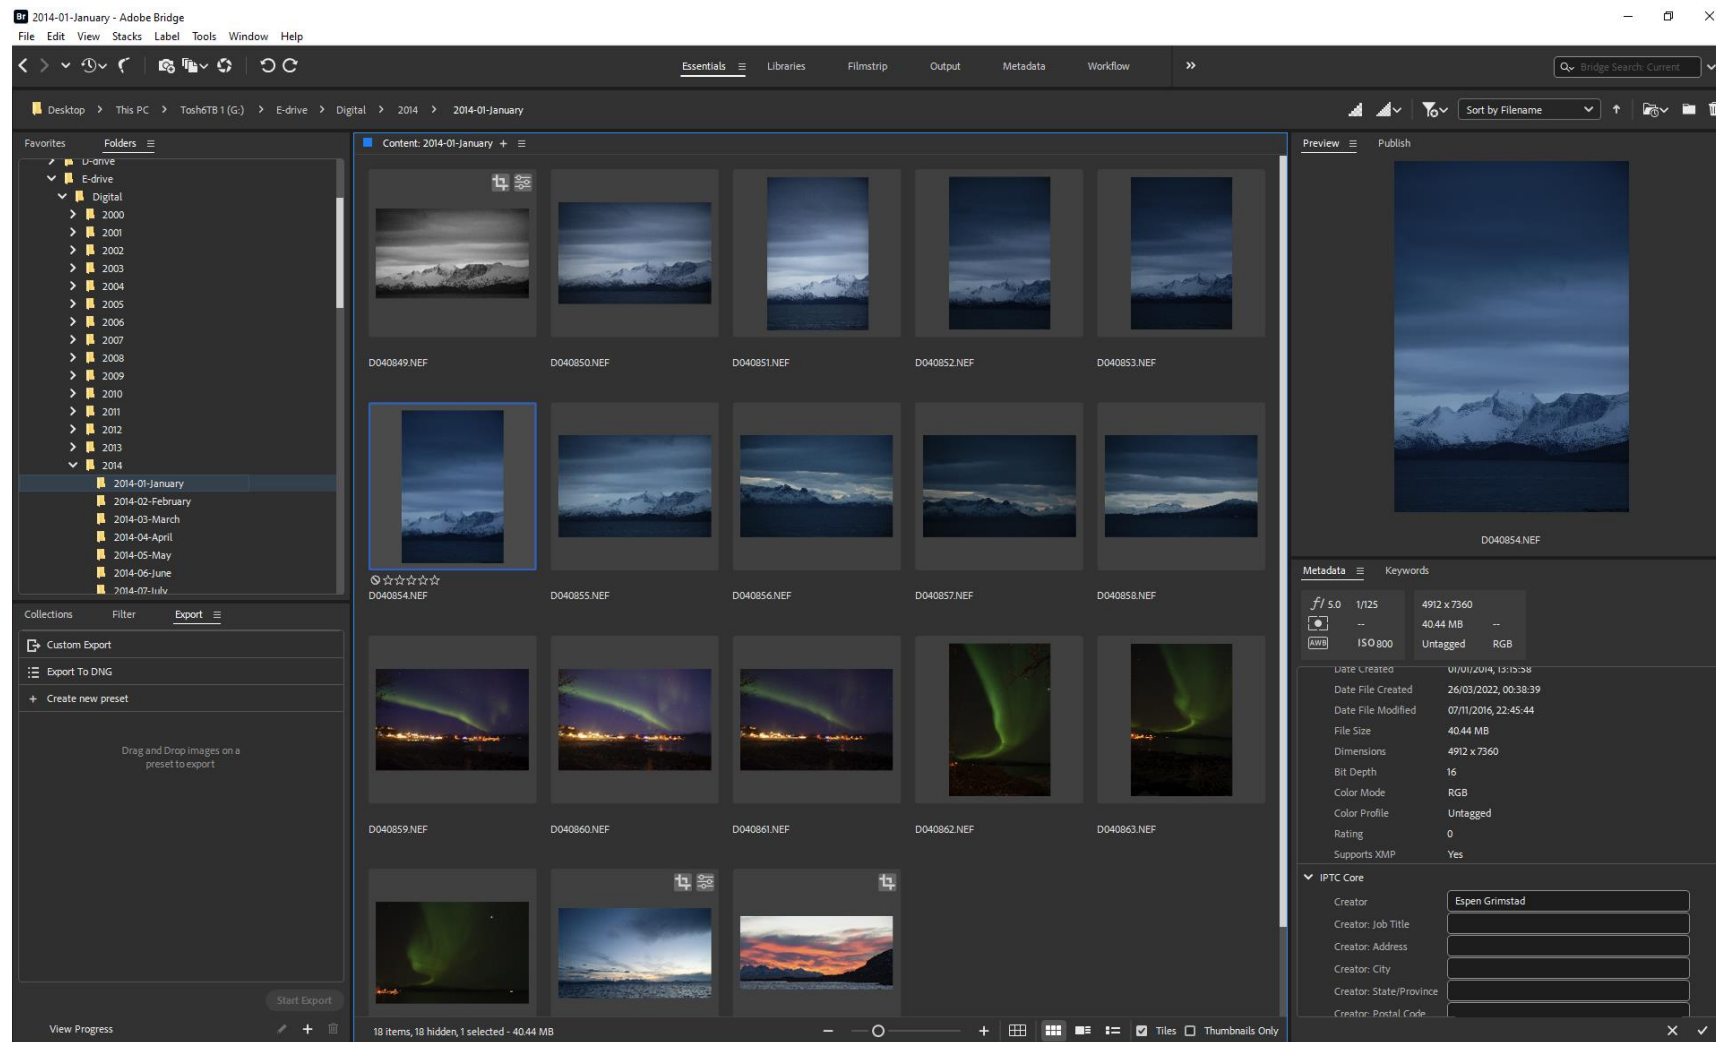 Br 2014-01-January - Adobe Bridge
File Edit View Stacks Label Tools Window Help
Essentials Libraries Filmstrip Output Metadata Workflow
Bridge Search: Current
Desktop > This PC > Tosh6TB 1 (G:) > E-drive > Digital > 2014 > 2014-01-January
Sort by Filename
Favorites Folders
D-drive
E-drive
Digital
2000
2001
2002
2003
2004
2005
2006
2007
2008
2009
2010
2011
2012
2013
2014
2014-01-January
2014-02-February
2014-03-March
2014-04-April
2014-05-May
2014-06-June
2014-07-July
Collections Filter Export
Custom Export
Export To DNG
+ Create new preset
Drag and Drop images on a
preset to export
Start Export
View Progress
Content: 2014-01-January
D040849.NEF D040850.NEF D040851.NEF D040852.NEF D040853.NEF
D040854.NEF D040855.NEF D040856.NEF D040857.NEF D040858.NEF
D040859.NEF D040860.NEF D040861.NEF D040862.NEF D040863.NEF
18 items, 18 hidden, 1 selected - 40.44 MB
Tiles Thumbnails Only
Preview Publish
D040854.NEF
Metadata Keywords
f/ 5.0 1/125 4912 x 7360
-- 40.44 MB --
AWB ISO 800 Untagged RGB
Date Created 01/01/2014, 13:15:58
Date File Created 26/03/2022, 00:38:39
Date File Modified 07/11/2016, 22:45:44
File Size 40.44 MB
Dimensions 4912 x 7360
Bit Depth 16
Color Mode RGB
Color Profile Untagged
Rating 0
Supports XMP Yes
IPTC Core
Creator Espen Grimstad
Creator: Job Title
Creator: Address
Creator: City
Creator: State/Province
Creator: Postal Code